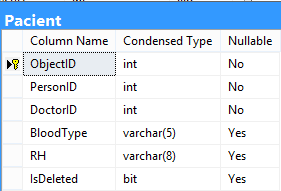 Pacient
Column Name Condensed Type Nullable
ObjectID int No
PersonID int No
DoctorID int No
BloodType varchar(5) Yes
RH varchar(8) Yes
IsDeleted bit Yes